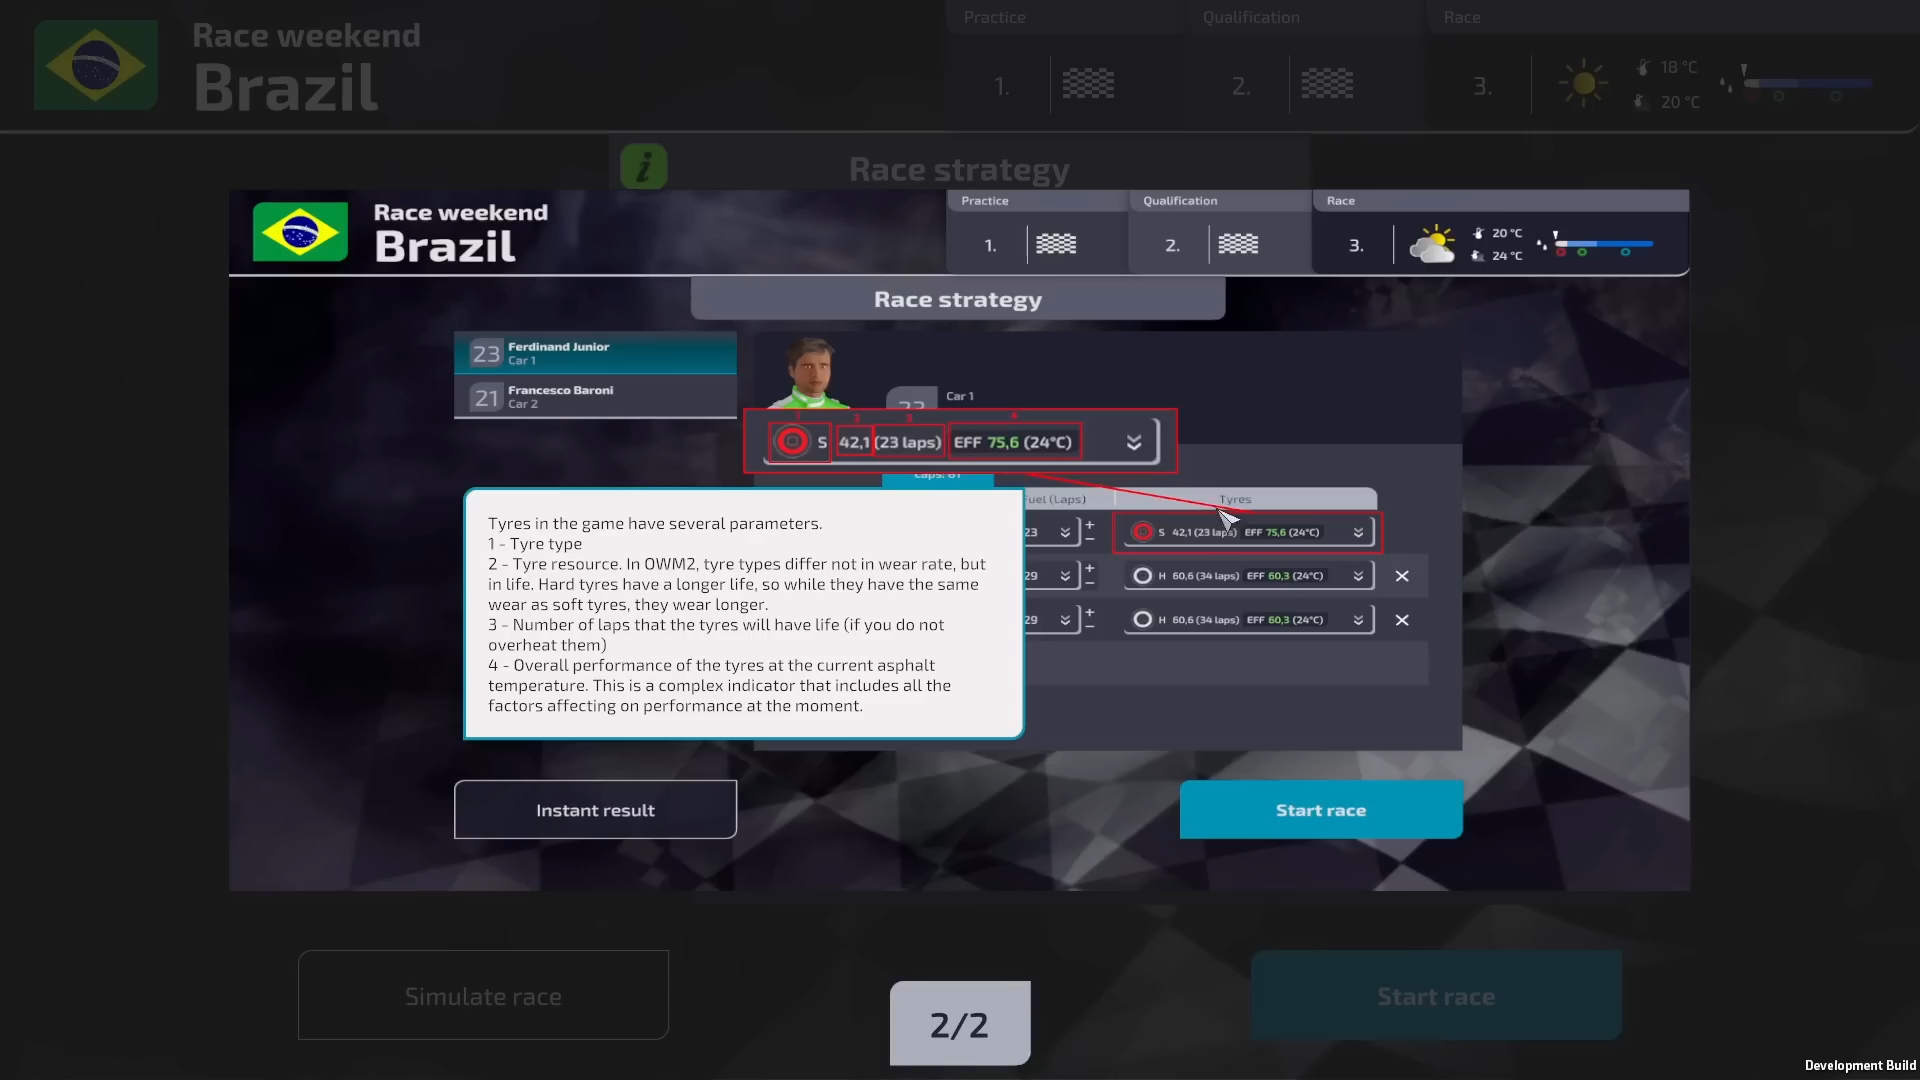 Race weekend
Brazil
Practice
1.
Qualification
2.
Race
3.
18 °C
20 °C
i
Race strategy
Race weekend
Brazil
Practice
1.
Qualification
2.
Race
3.
20 °C
24 °C
Race strategy
23
Ferdinand Junior
Car 1
21
Francesco Baroni
Car 2
Car 1
S 42,1 (23 laps) EFF 75,6 (24°C)
Tyres in the game have several parameters.
1 - Tyre type
2 - Tyre resource. In OWM2, tyre types differ not in wear rate, but
in life. Hard tyres have a longer life, so while they have the same
wear as soft tyres, they wear longer.
3 - Number of laps that the tyres will have life (if you do not
overheat them)
4 - Overall performance of the tyres at the current asphalt
temperature. This is a complex indicator that includes all the
factors affecting on performance at the moment.
(Laps)
Tyres
23 + − S 42,1 (23 laps) EFF 75,6 (24°C)
29 + − H 60,6 (34 laps) EFF 60,3 (24°C)
29 + − H 60,6 (34 laps) EFF 60,3 (24°C)
Instant result
Start race
Simulate race
2/2
Start race
Development Build